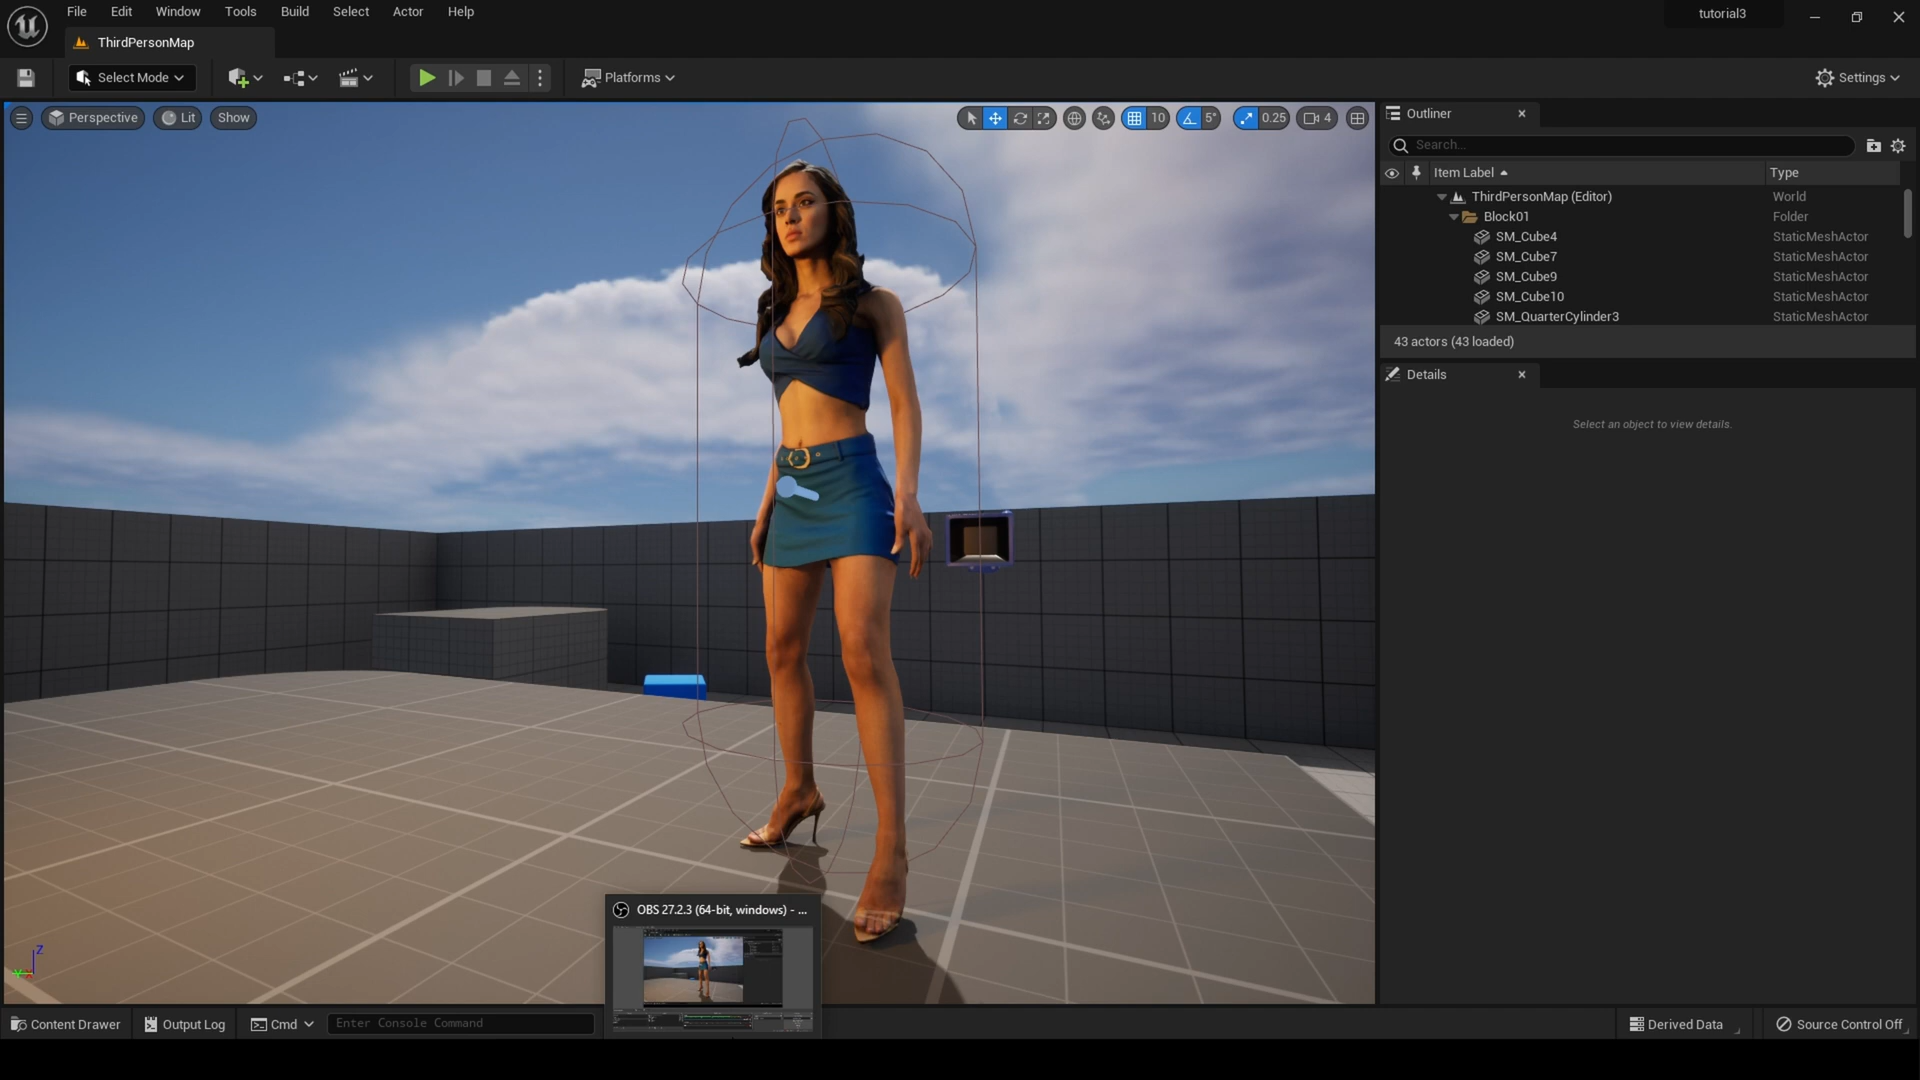 File Edit Window Tools Build Select Actor Help
tutorial3
ThirdPersonMap
Select Mode
Platforms
Settings
Perspective
Lit
Show
10
5°
0.25
4
Outliner
Search...
Item Label
Type
ThirdPersonMap (Editor) World
Block01 Folder
SM_Cube4 StaticMeshActor
SM_Cube7 StaticMeshActor
SM_Cube9 StaticMeshActor
SM_Cube10 StaticMeshActor
SM_QuarterCylinder3 StaticMeshActor
43 actors (43 loaded)
Details
Select an object to view details.
OBS 27.2.3 (64-bit, windows) - ...
Z
Y
Content Drawer
Output Log
Cmd
Enter Console Command
Derived Data
Source Control Off